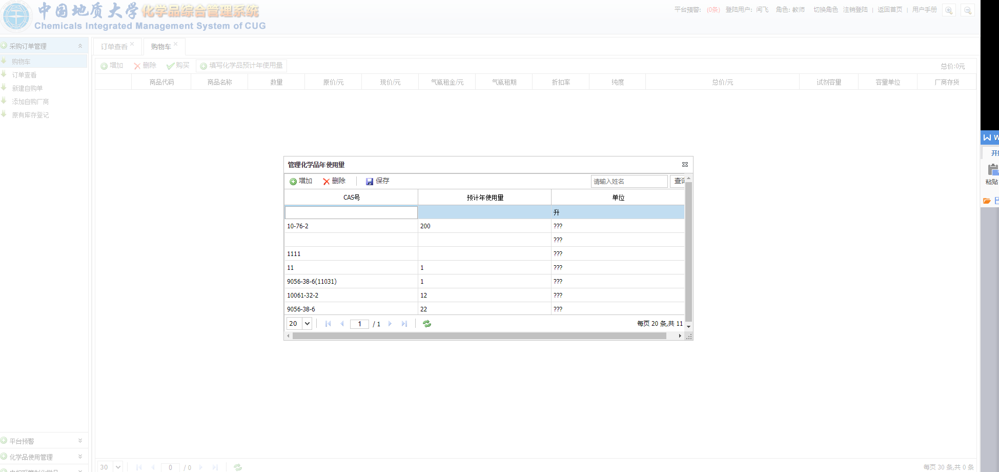 中国地质大学化学品综合管理系统
Chemicals Integrated Management System of CUG
平台预警: (0条) 登陆用户: 闫飞 角色: 教师 切换角色 注销登陆 | 返回首页 | 用户手册
采购订单管理
购物车
订单查看
新建自购单
添加自购厂商
原有库存登记
平台预警
化学品使用管理
订单查看 购物车
增加 删除 购买 填写化学品预计年使用量 总价:0元
商品代码 商品名称 数量 原价/元 现价/元 气瓶租金/元 气瓶租期 折扣率 纯度 总价/元 试剂容量 容量单位 厂商存货
管理化学品年使用量
增加 删除 保存 请输入姓名 查询
CAS号 预计年使用量 单位
升
10-76-2 200 ???
???
1111 ???
11 1 ???
9056-38-6(11031) 1 ???
10061-32-2 12 ???
9056-38-6 22 ???
20 1 / 1 每页 20 条,共 11
30 0 / 0 每页 30 条,共 0 条
W
开始
粘贴